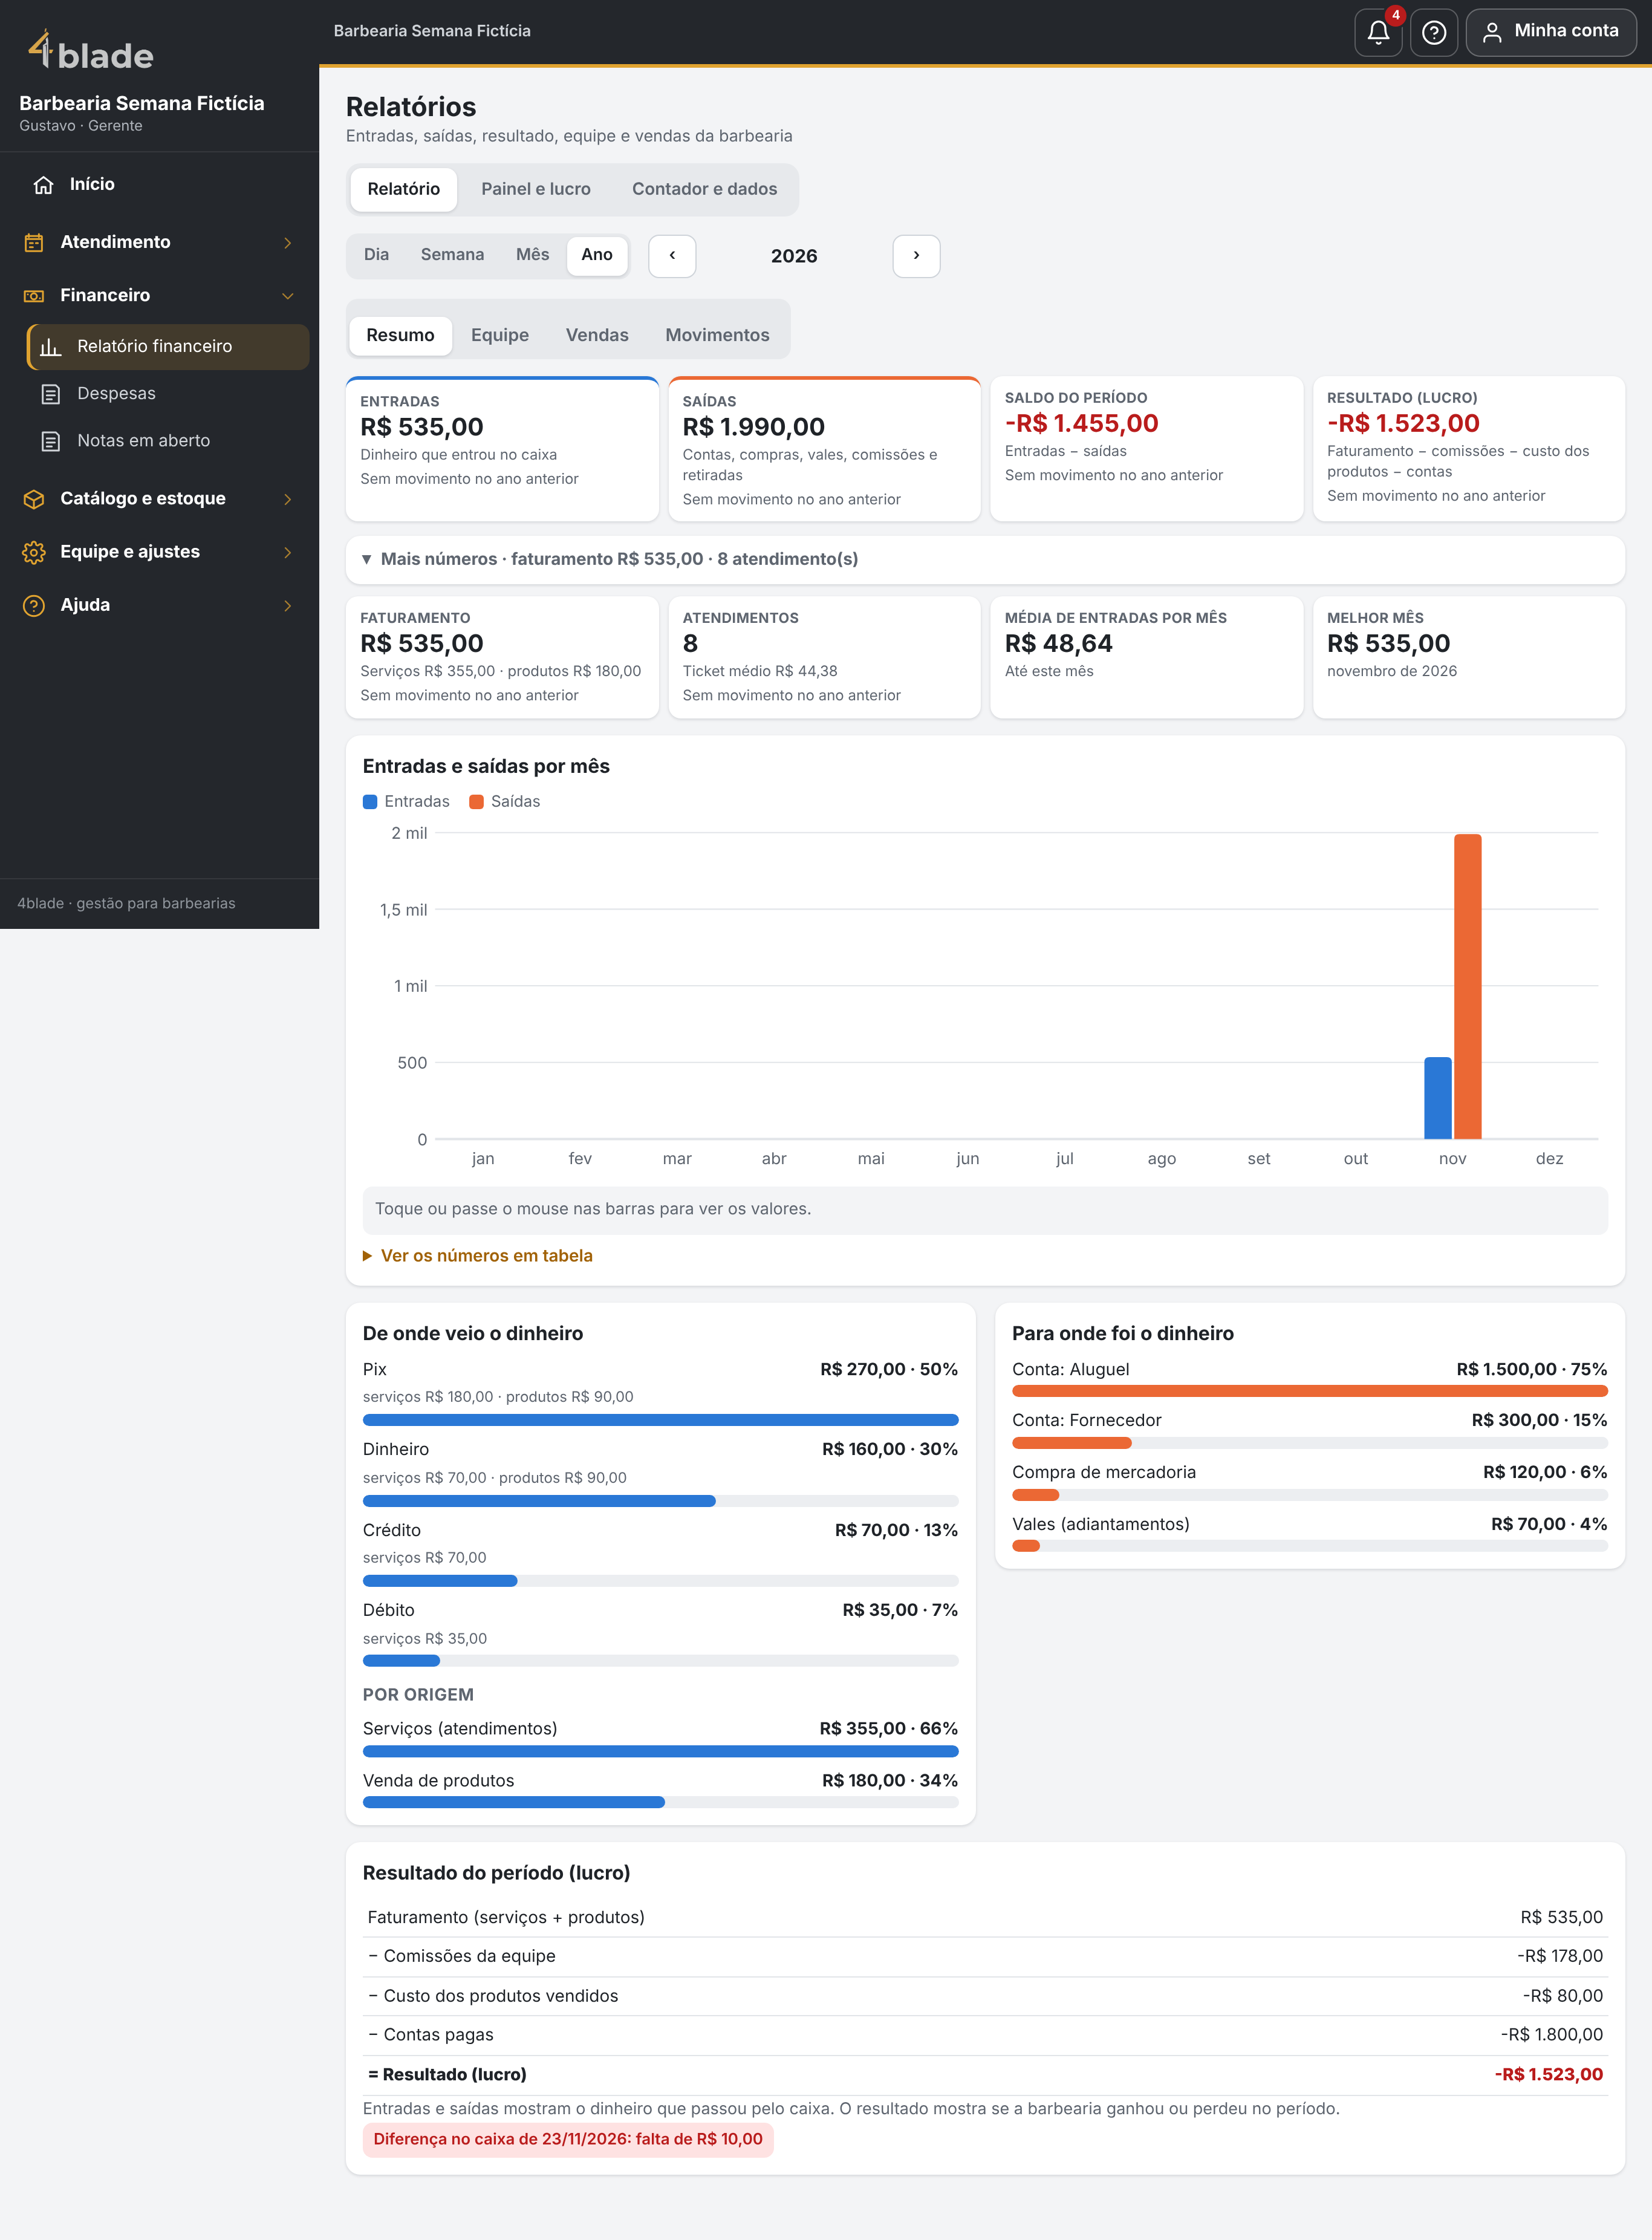 4blade
Barbearia Semana Fictícia
Gustavo · Gerente
Início
Atendimento
Financeiro
Relatório financeiro
Despesas
Notas em aberto
Catálogo e estoque
Equipe e ajustes
Ajuda
4blade · gestão para barbearias
Barbearia Semana Fictícia
4
Minha conta
Relatórios
Entradas, saídas, resultado, equipe e vendas da barbearia
Relatório Painel e lucro Contador e dados
Dia Semana Mês Ano ‹ 2026 ›
Resumo Equipe Vendas Movimentos
ENTRADAS
R$ 535,00
Dinheiro que entrou no caixa
Sem movimento no ano anterior
SAÍDAS
R$ 1.990,00
Contas, compras, vales, comissões e
retiradas
Sem movimento no ano anterior
SALDO DO PERÍODO
-R$ 1.455,00
Entradas − saídas
Sem movimento no ano anterior
RESULTADO (LUCRO)
-R$ 1.523,00
Faturamento − comissões − custo dos
produtos − contas
Sem movimento no ano anterior
▼ Mais números · faturamento R$ 535,00 · 8 atendimento(s)
FATURAMENTO
R$ 535,00
Serviços R$ 355,00 · produtos R$ 180,00
Sem movimento no ano anterior
ATENDIMENTOS
8
Ticket médio R$ 44,38
Sem movimento no ano anterior
MÉDIA DE ENTRADAS POR MÊS
R$ 48,64
Até este mês
MELHOR MÊS
R$ 535,00
novembro de 2026
Entradas e saídas por mês
Entradas Saídas
2 mil
1,5 mil
1 mil
500
0
jan fev mar abr mai jun jul ago set out nov dez
Toque ou passe o mouse nas barras para ver os valores.
▶ Ver os números em tabela
De onde veio o dinheiro
Pix R$ 270,00 · 50%
serviços R$ 180,00 · produtos R$ 90,00
Dinheiro R$ 160,00 · 30%
serviços R$ 70,00 · produtos R$ 90,00
Crédito R$ 70,00 · 13%
serviços R$ 70,00
Débito R$ 35,00 · 7%
serviços R$ 35,00
POR ORIGEM
Serviços (atendimentos) R$ 355,00 · 66%
Venda de produtos R$ 180,00 · 34%
Para onde foi o dinheiro
Conta: Aluguel R$ 1.500,00 · 75%
Conta: Fornecedor R$ 300,00 · 15%
Compra de mercadoria R$ 120,00 · 6%
Vales (adiantamentos) R$ 70,00 · 4%
Resultado do período (lucro)
Faturamento (serviços + produtos) R$ 535,00
− Comissões da equipe -R$ 178,00
− Custo dos produtos vendidos -R$ 80,00
− Contas pagas -R$ 1.800,00
= Resultado (lucro) -R$ 1.523,00
Entradas e saídas mostram o dinheiro que passou pelo caixa. O resultado mostra se a barbearia ganhou ou perdeu no período.
Diferença no caixa de 23/11/2026: falta de R$ 10,00